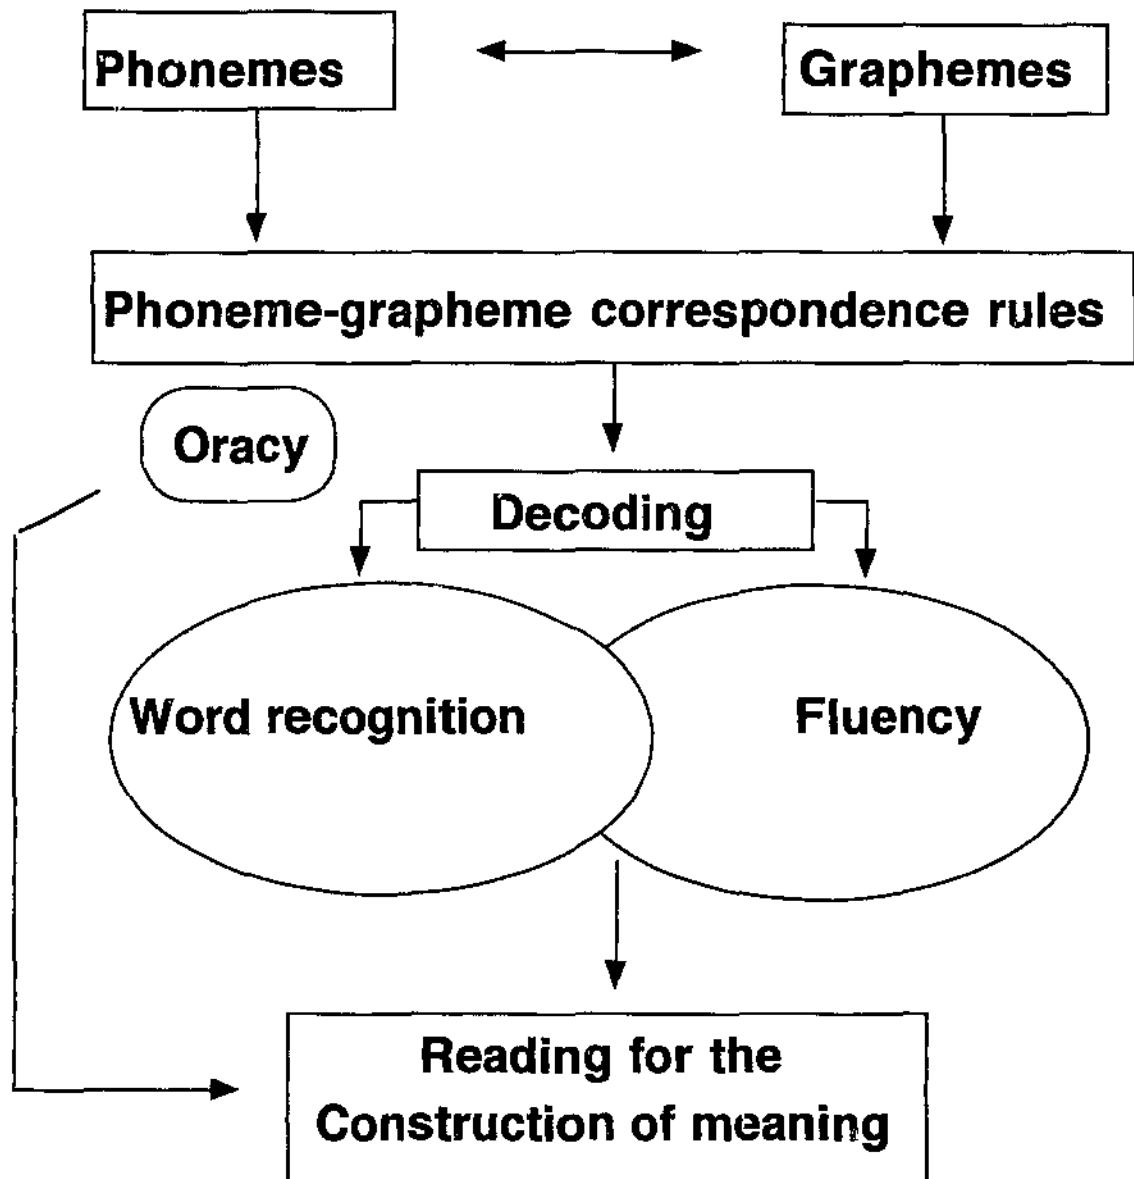 Phonemes
Graphemes
Phoneme-grapheme correspondence rules
Oracy
Decoding
Word recognition
Fluency
Reading for the
Construction of meaning